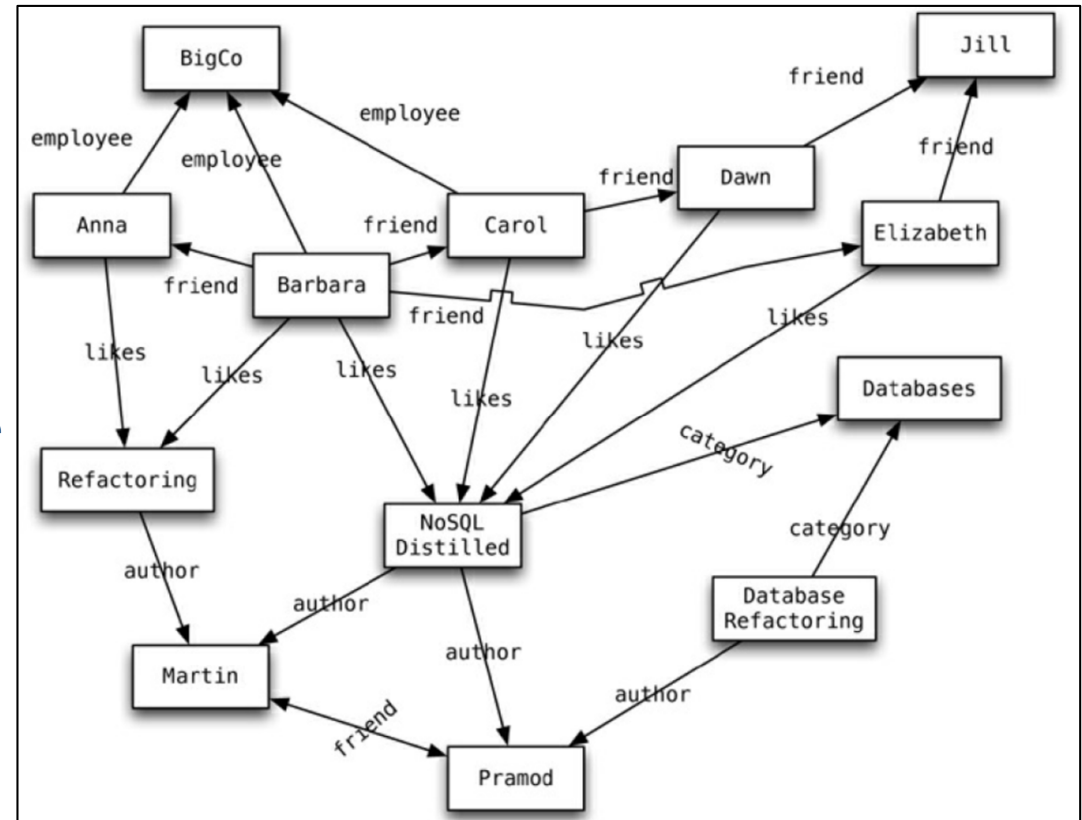 BigCo
Jill
friend
employee
employee
employee
friend
friend
Dawn
Anna
friend
Carol
Elizabeth
friend
Barbara
friend
likes
likes
likes
likes
likes
likes
Databases
category
Refactoring
NoSQL
Distilled
category
author
author
Database
Refactoring
author
Martin
author
friend
Pramod